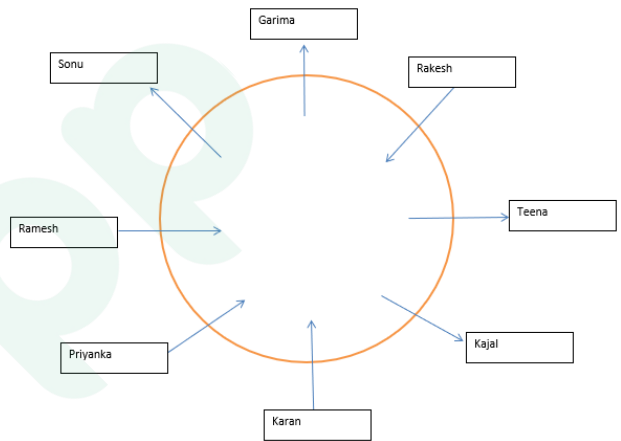 Garima
Sonu
Rakesh
Teena
Ramesh
Kajal
Priyanka
Karan